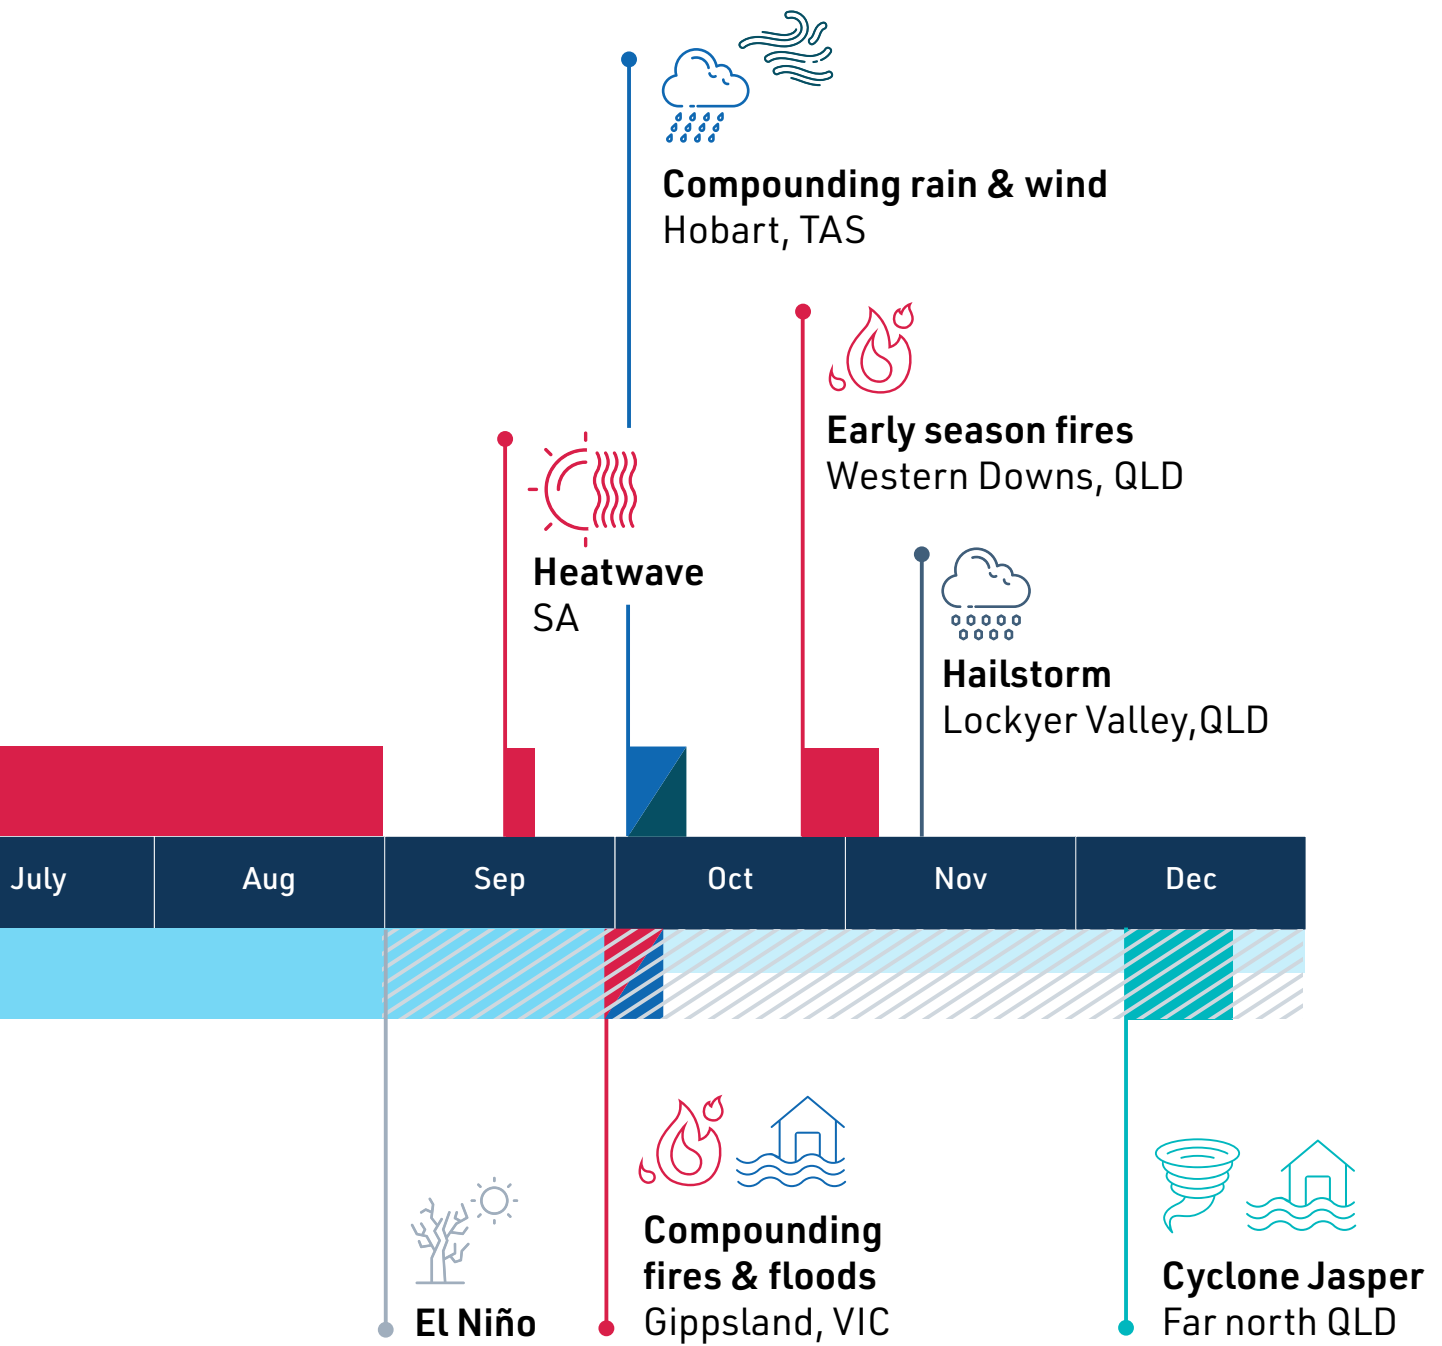 Compounding rain & wind
Hobart, TAS
Early season fires
Western Downs, QLD
Heatwave
SA
Hailstorm
Lockyer Valley,QLD
July
Aug
Sep
Oct
Nov
Dec
El Niño
Compounding
fires & floods
Gippsland, VIC
Cyclone Jasper
Far north QLD